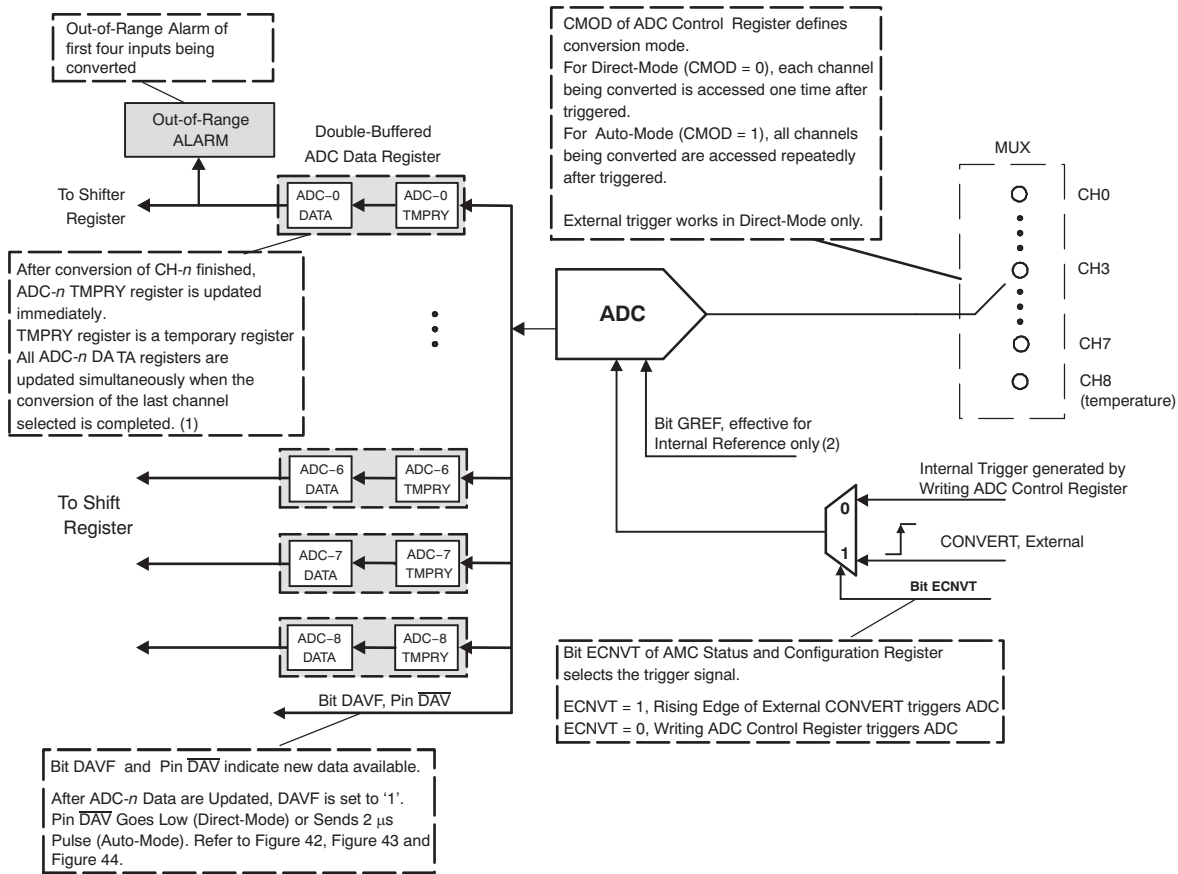 Out-of-Range Alarm of
first four inputs being
converted
Out-of-Range
ALARM
Double-Buffered
ADC Data Register
To Shifter
Register
ADC–0
DATA
ADC–0
TMPRY
After conversion of CH-n finished,
ADC-n TMPRY register is updated
immediately.
TMPRY register is a temporary register
All ADC-n DA TA registers are
updated simultaneously when the
conversion of the last channel
selected is completed. (1)
CMOD of ADC Control Register defines
conversion mode.
For Direct-Mode (CMOD = 0), each channel
being converted is accessed one time after
triggered.
For Auto-Mode (CMOD = 1), all channels
being converted are accessed repeatedly
after triggered.
External trigger works in Direct-Mode only.
MUX
CH0
CH3
CH7
CH8
(temperature)
ADC
Bit GREF, effective for
Internal Reference only(2)
Internal Trigger generated by
Writing ADC Control Register
0
1
CONVERT, External
Bit ECNVT
To Shift
Register
ADC–6
DATA
ADC–6
TMPRY
ADC–7
DATA
ADC–7
TMPRY
ADC–8
DATA
ADC–8
TMPRY
Bit DAVF, Pin DAV
Bit ECNVT of AMC Status and Configuration Register
selects the trigger signal.
ECNVT = 1, Rising Edge of External CONVERT triggers ADC
ECNVT = 0, Writing ADC Control Register triggers ADC
Bit DAVF and Pin DAV indicate new data available.
After ADC-n Data are Updated, DAVF is set to ‘1’.
Pin DAV Goes Low (Direct-Mode) or Sends 2 μs
Pulse (Auto-Mode). Refer to Figure 42, Figure 43 and
Figure 44.